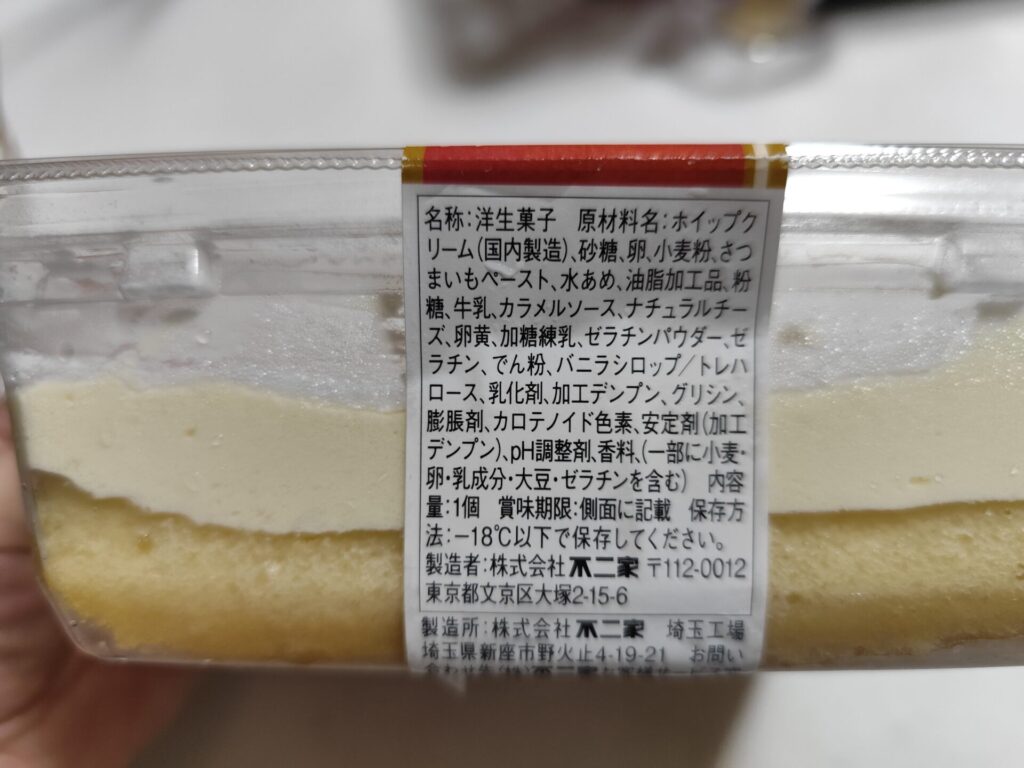 名称:洋生菓子　原材料名:ホイップク
リーム(国内製造)、砂糖、卵、小麦粉、さつ
まいもペースト、水あめ、油脂加工品、粉
糖、牛乳、カラメルソース、ナチュラルチー
ズ、卵黄、加糖練乳、ゼラチンパウダー、ゼ
ラチン、でん粉、バニラシロップ/トレハ
ロース、乳化剤、加工デンプン、グリシン、
膨脹剤、カロテノイド色素、安定剤(加工
デンプン)、pH調整剤、香料、(一部に小麦・
卵・乳成分・大豆・ゼラチンを含む)　内容
量:1個　賞味期限:側面に記載　保存方
法:−18℃以下で保存してください。
製造者:株式会社不二家 〒112-0012
東京都文京区大塚2-15-6
製造所:株式会社 不二家　埼玉工場
埼玉県新座市野火止4-19-21　お問い